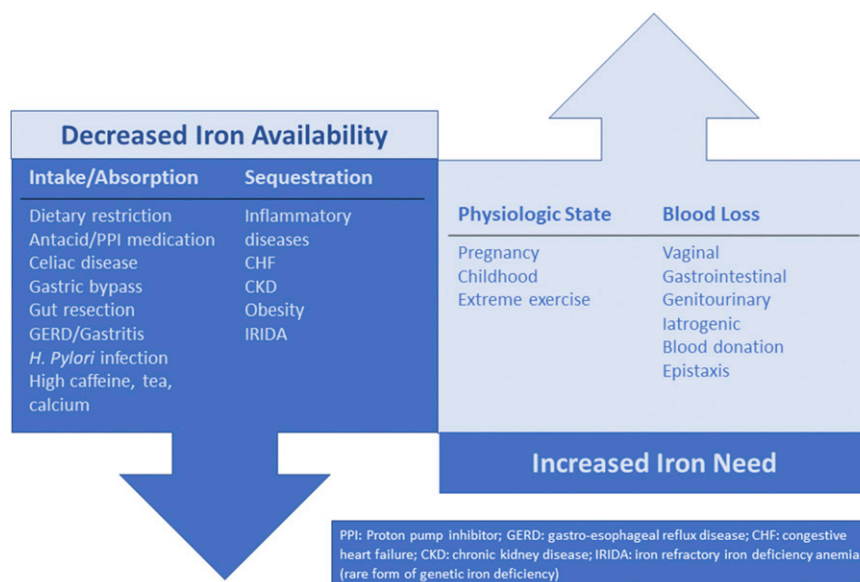 Decreased Iron Availability
Intake/Absorption
Dietary restriction
Antacid/PPI medication
Celiac disease
Gastric bypass
Gut resection
GERD/Gastritis
H. Pylori infection
High caffeine, tea,
calcium
Sequestration
Inflammatory
diseases
CHF
CKD
Obesity
IRIDA
Physiologic State
Pregnancy
Childhood
Extreme exercise
Blood Loss
Vaginal
Gastrointestinal
Genitourinary
Iatrogenic
Blood donation
Epistaxis
Increased Iron Need
PPI: Proton pump inhibitor; GERD: gastro-esophageal reflux disease; CHF: congestive
heart failure; CKD: chronic kidney disease; IRIDA: iron refractory iron deficiency anemia
(rare form of genetic iron deficiency)